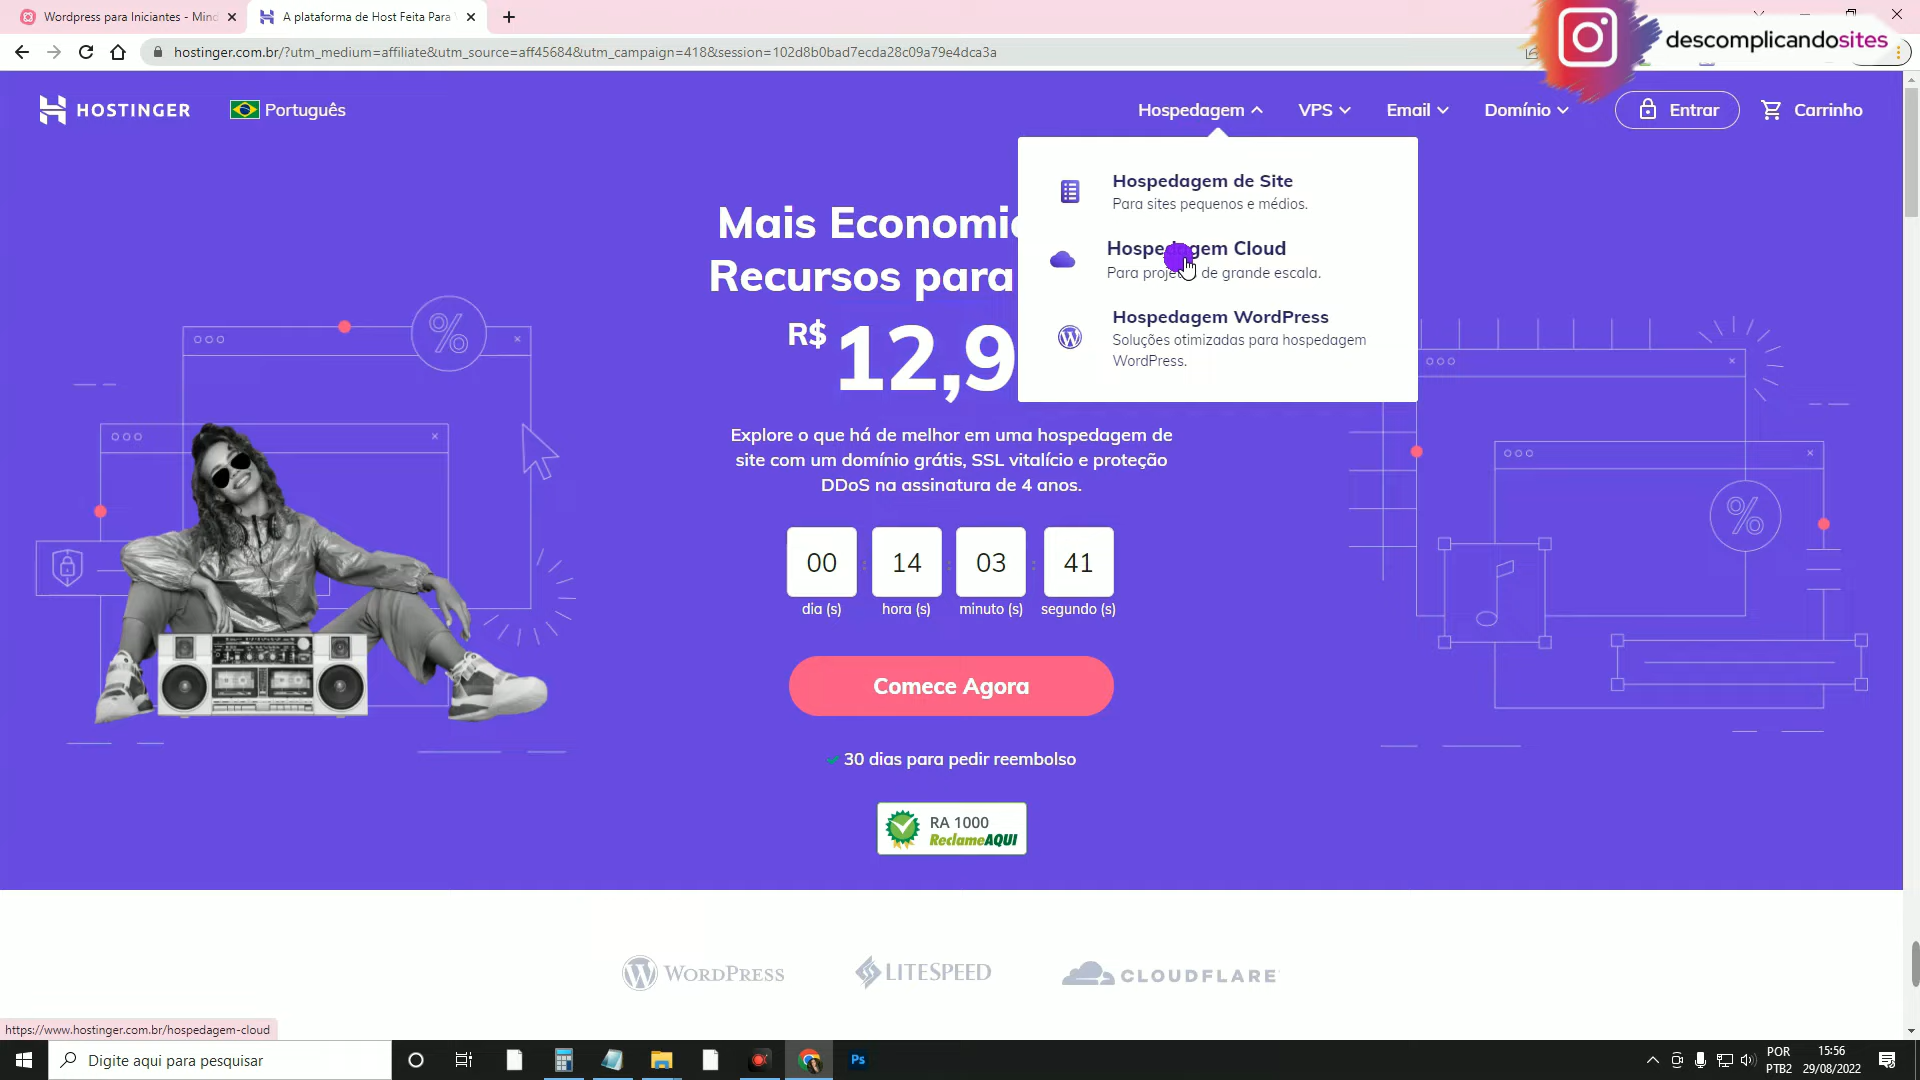 Wordpress para Iniciantes - Mind
A plataforma de Host Feita Para
descomplicandosites
hostinger.com.br/?utm_medium=affiliate&utm_source=aff45684&utm_campaign=418&session=102d8b0bad7ecda28c09a79e4dca3a
HOSTINGER
Português
Hospedagem
VPS
Email
Domínio
Entrar
Carrinho
Hospedagem de Site
Para sites pequenos e médios.
Hospedagem Cloud
Para projetos de grande escala.
Hospedagem WordPress
Soluções otimizadas para hospedagem
WordPress.
Mais Economi
Recursos para
R$ 12,9
Explore o que há de melhor em uma hospedagem de
site com um domínio grátis, SSL vitalício e proteção
DDoS na assinatura de 4 anos.
00 : 14 : 03 : 41
dia (s) hora (s) minuto (s) segundo (s)
Comece Agora
30 dias para pedir reembolso
RA 1000
ReclameAQUI
WORDPRESS
LITESPEED
CLOUDFLARE
https://www.hostinger.com.br/hospedagem-cloud
Digite aqui para pesquisar
Ps
POR
PTB2
15:56
29/08/2022